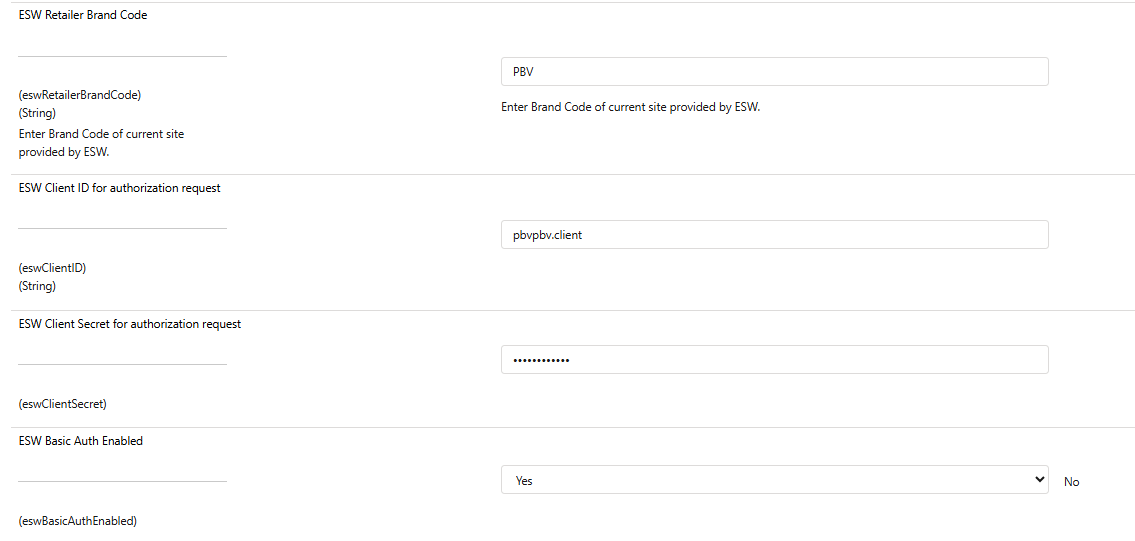 ESW Retailer Brand Code
PBV
(eswRetailerBrandCode)
(String)
Enter Brand Code of current site provided by ESW.
Enter Brand Code of current site
provided by ESW.
ESW Client ID for authorization request
pbvpbv.client
(eswClientID)
(String)
ESW Client Secret for authorization request
••••••••••••
(eswClientSecret)
ESW Basic Auth Enabled
Yes
No
(eswBasicAuthEnabled)